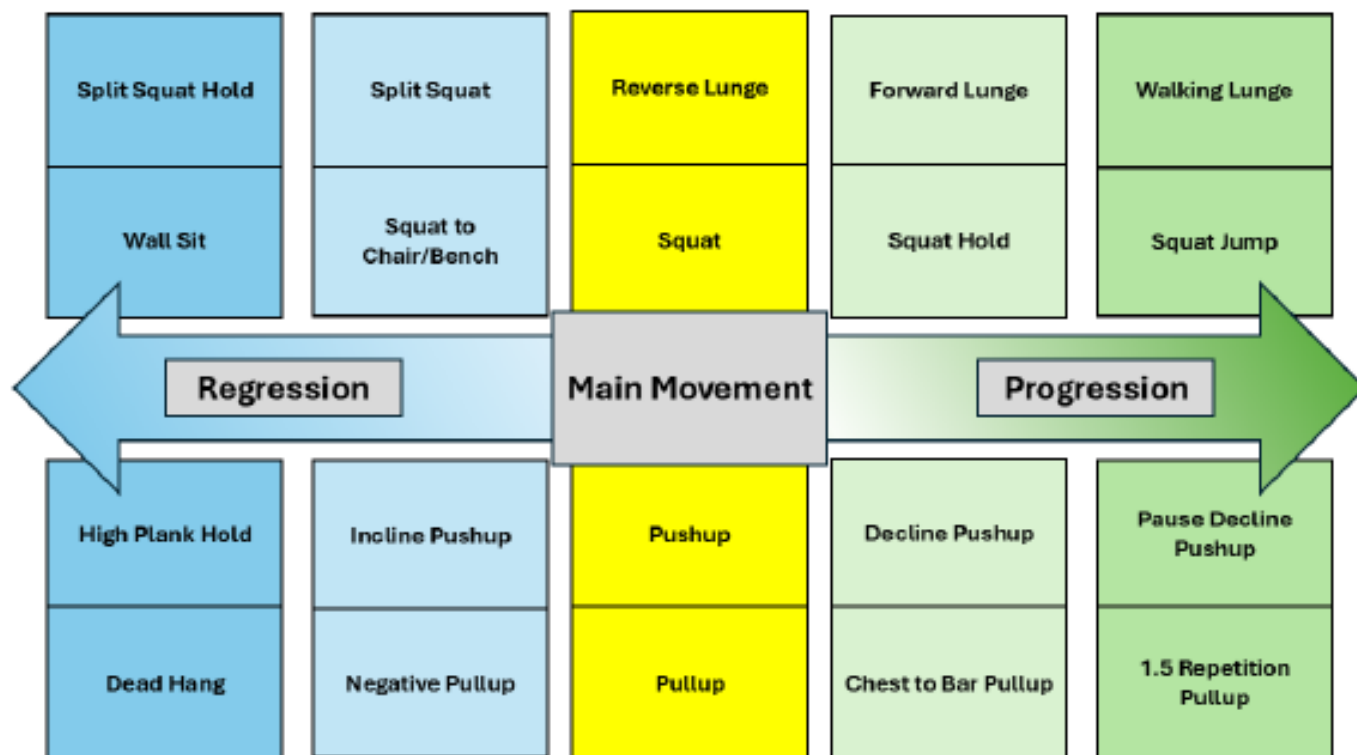 Split Squat Hold
Split Squat
Reverse Lunge
Forward Lunge
Walking Lunge
Wall Sit
Squat to
Chair/Bench
Squat
Squat Hold
Squat Jump
Regression
Main Movement
Progression
High Plank Hold
Incline Pushup
Pushup
Decline Pushup
Pause Decline
Pushup
Dead Hang
Negative Pullup
Pullup
Chest to Bar Pullup
1.5 Repetition
Pullup